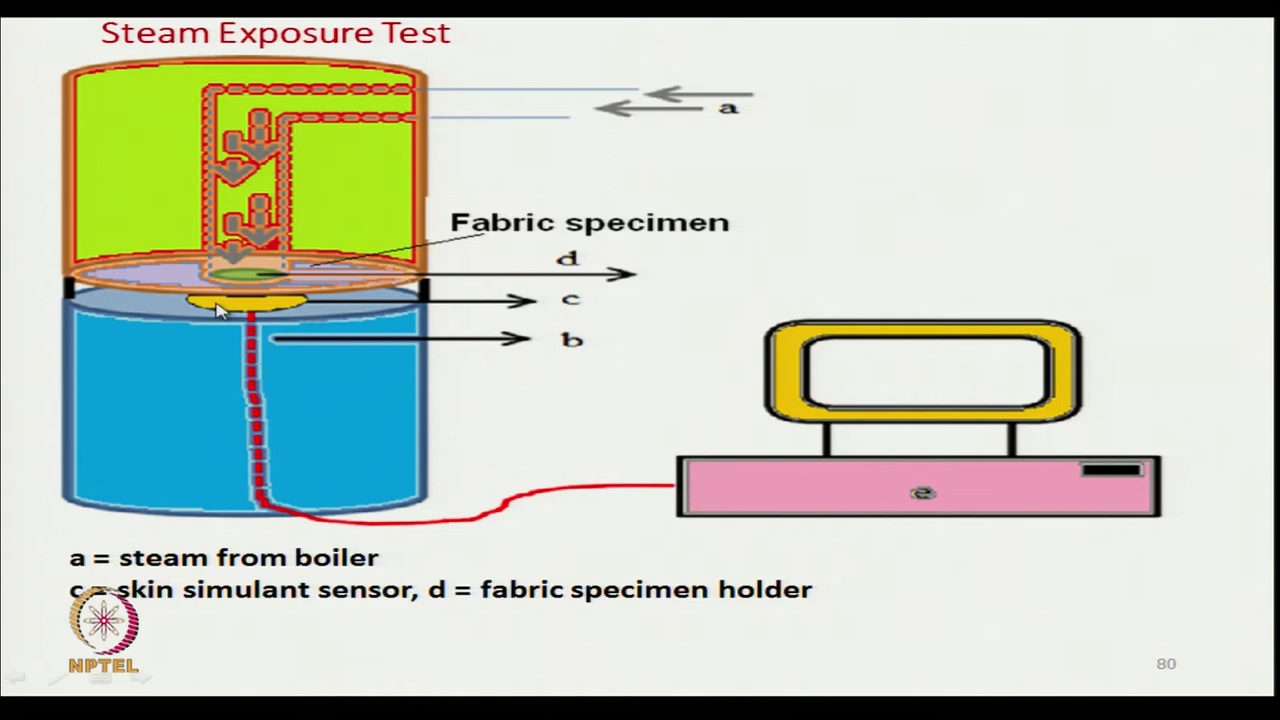 Steam Exposure Test
a
Fabric specimen
d
c
b
e
a = steam from boiler
c = skin simulant sensor, d = fabric specimen holder
NPTEL
80